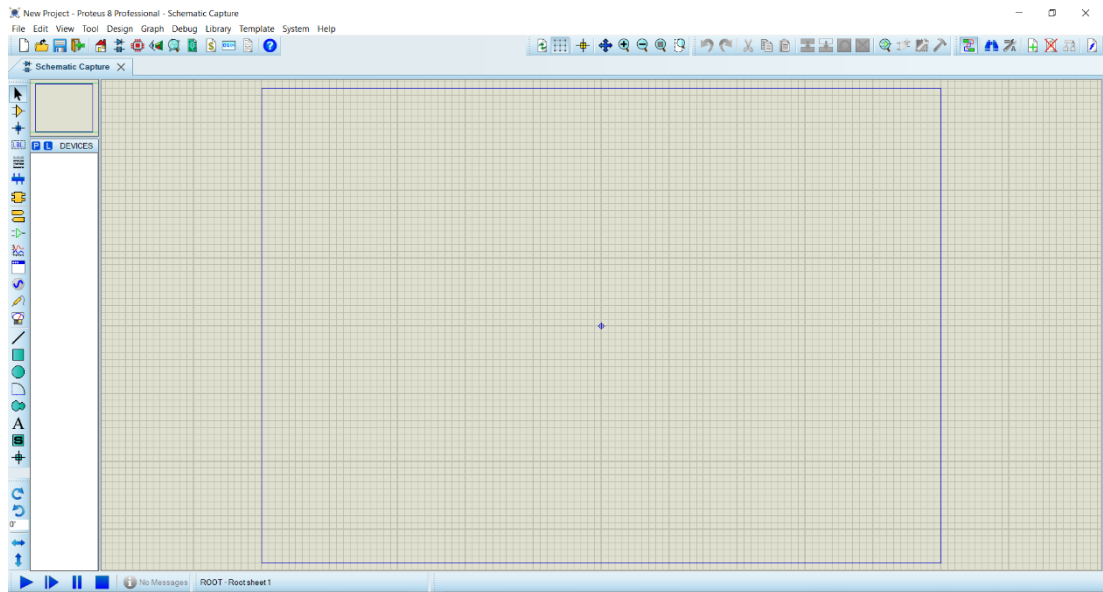 New Project - Proteus 8 Professional - Schematic Capture
File Edit View Tool Design Graph Debug Library Template System Help
Schematic Capture
P L DEVICES
LBL
A
S
0°
No Messages ROOT - Root sheet 1